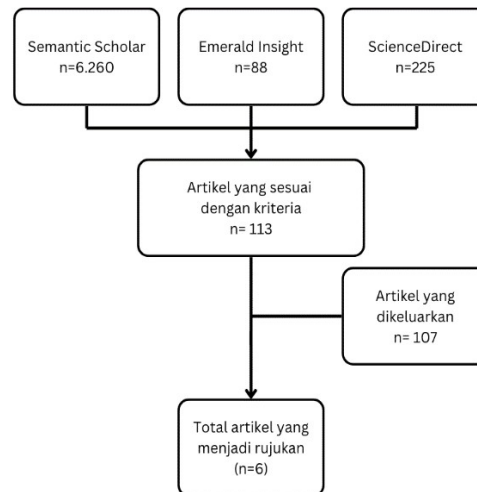 Semantic Scholar
n=6.260
Emerald Insight
n=88
ScienceDirect
n=225
Artikel yang sesuai
dengan kriteria
n= 113
Artikel yang
dikeluarkan
n= 107
Total artikel yang
menjadi rujukan
(n=6)